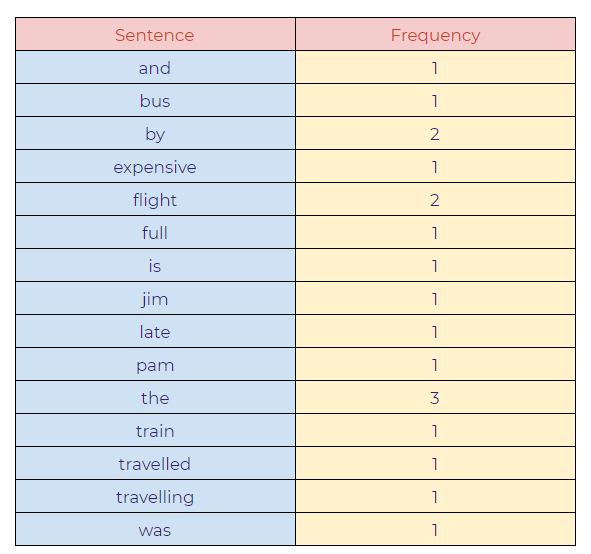 Sentence Frequency
and 1
bus 1
by 2
expensive 1
flight 2
full 1
is 1
jim 1
late 1
pam 1
the 3
train 1
travelled 1
travelling 1
was 1